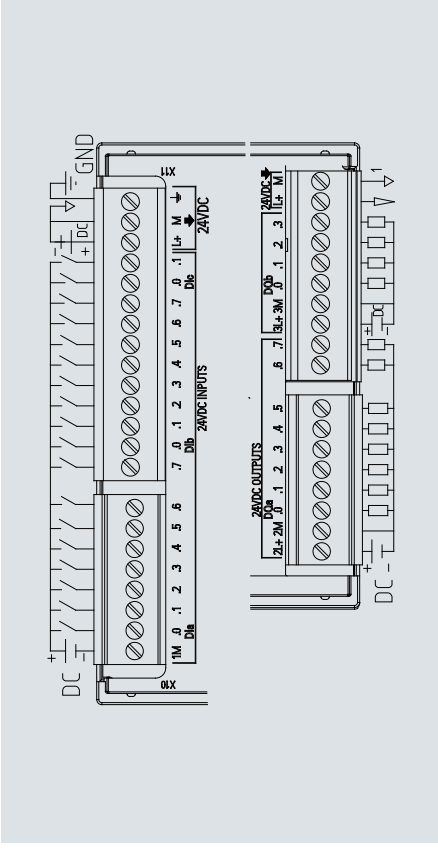 GND
X11
⏚
M
L+
24VDC
DC
+
-
.1
.0
DIc
.7
.6
.5
.4
.3
.2
.1
.0
DIb
24VDC INPUTS
.7
.6
.5
.4
.3
.2
.1
.0
DIa
1M
X10
+
-
DC
24VDC
M
L+
1
.3
.2
.1
.0
DQb
3L+ 3M
DC
+
-
.7
.6
.5
.4
.3
.2
.1
.0
DQa
24VDC OUTPUTS
2L+ 2M
+
-
DC